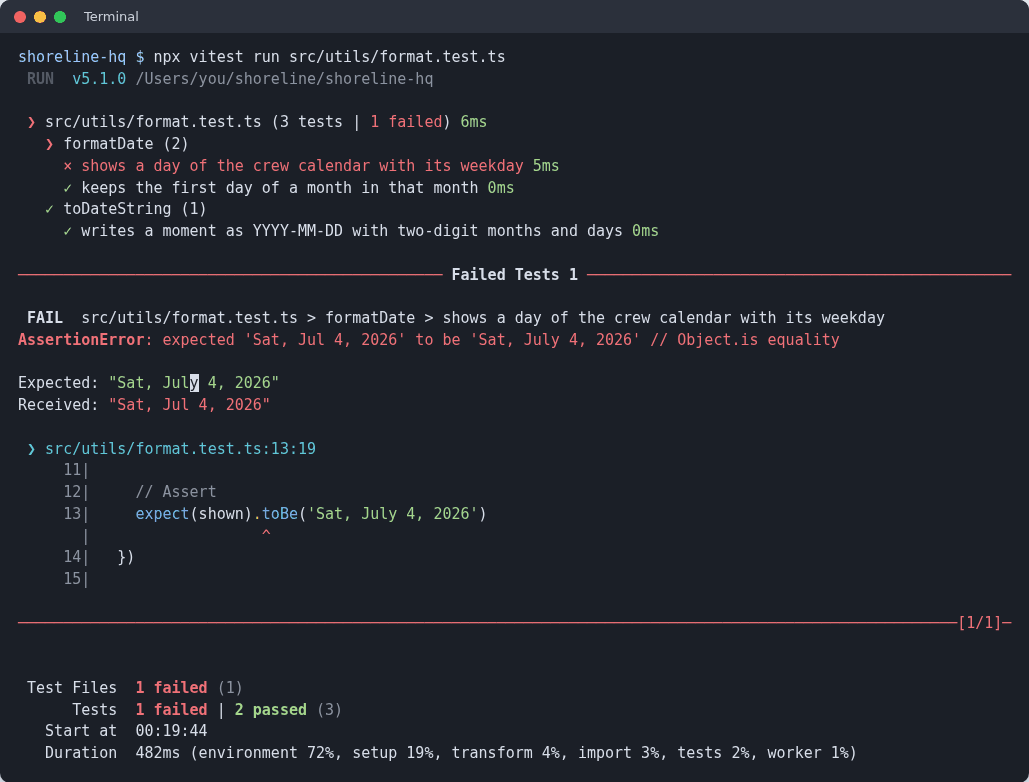 Terminal
shoreline-hq $ npx vitest run src/utils/format.test.ts
RUN  v5.1.0 /Users/you/shoreline/shoreline-hq
❯ src/utils/format.test.ts (3 tests | 1 failed) 6ms
❯ formatDate (2)
× shows a day of the crew calendar with its weekday 5ms
✓ keeps the first day of a month in that month 0ms
✓ toDateString (1)
✓ writes a moment as YYYY-MM-DD with two-digit months and days 0ms
Failed Tests 1
FAIL  src/utils/format.test.ts > formatDate > shows a day of the crew calendar with its weekday
AssertionError: expected 'Sat, Jul 4, 2026' to be 'Sat, July 4, 2026' // Object.is equality
Expected: "Sat, July 4, 2026"
Received: "Sat, Jul 4, 2026"
❯ src/utils/format.test.ts:13:19
11|
12|     // Assert
13|     expect(shown).toBe('Sat, July 4, 2026')
|                   ^
14|   })
15|
[1/1]
Test Files  1 failed (1)
Tests  1 failed | 2 passed (3)
Start at  00:19:44
Duration  482ms (environment 72%, setup 19%, transform 4%, import 3%, tests 2%, worker 1%)